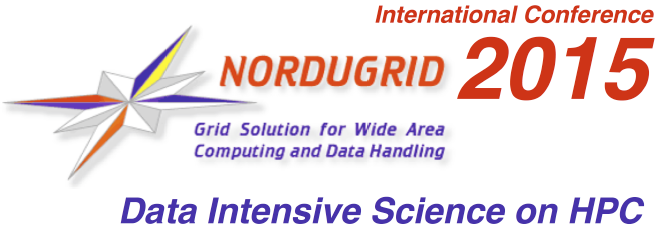 International Conference
NORDUGRID 2015
Grid Solution for Wide Area
Computing and Data Handling
Data Intensive Science on HPC